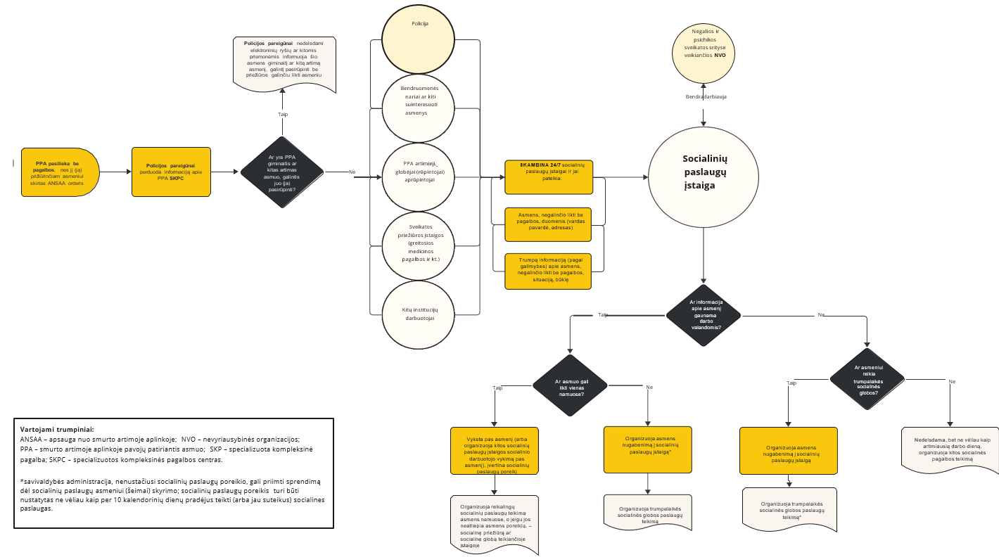 PPA pasilieka be
pagalbos, nes jį (ją)
prižiūrinčiam asmeniui
skirtas ANSAA orderis
Policijos pareigūnai
perduoda informaciją apie
PPA SKPC
Ar yra PPA
giminaitis ar
kitas artimas
asmuo, galintis
juo (ja)
pasirūpinti?
Taip
Policijos pareigūnai nedelsdami
elektroninių ryšių ar kitomis
priemonėmis informuoja šio
asmens giminaitį ar kitą artimą
asmenį, galintį pasirūpinti be
priežiūros galinčiu likti asmeniu
Ne
Policija
Bendruomenės
nariai ar kiti
suinteresuoti
asmenys
PPA artimieji,
globėjai (rūpintojai)
aprūpintojai
Sveikatos
priežiūros įstaigos
(greitosios
medicinos
pagalbos ir kt.)
Kitų institucijų
darbuotojai
SKAMBINA 24/7 socialinių
paslaugų įstaigai ir jai
pateikia:
Asmens, negalinčio likti be
pagalbos, duomenis (vardas
pavardė, adresas)
Trumpą informaciją (pagal
galimybes) apie asmens,
negalinčio likti be pagalbos,
situaciją, būklę
Negalios ir
psichikos
sveikatos srityse
veikiančios NVO
Bendradarbiauja
Socialinių
paslaugų
įstaiga
Ar informacija
apie asmenį
gaunama
darbo
valandomis?
Taip
Ne
Ar asmuo gali
likti vienas
namuose?
Taip
Ne
Ar asmeniui
reikia
trumpalaikės
socialinės
globos?
Taip
Ne
Vyksta pas asmenį (arba
organizuoja kitos socialinių
paslaugų įstaigos socialinio
darbuotojo vykimą pas
asmenį), įvertina socialinių
paslaugų poreikį
Organizuoja asmens
nugabenimą į socialinių
paslaugų įstaigą*
Organizuoja asmens
nugabenimą į socialinių
paslaugų įstaigą
Nedelsdama, bet ne vėliau kaip
artimiausią darbo dieną,
organizuoja kitos socialinės
pagalbos teikimą
Organizuoja reikalingų
socialinių paslaugų teikimą
asmens namuose, o jeigu jos
neatliepia asmens poreikių, –
socialinę priežiūrą ar
socialinę globą teikiančioje
įstaigoje
Organizuoja trumpalaikės
socialinės globos paslaugų
teikimą
Organizuoja trumpalaikės
socialinės globos paslaugų
teikimą*
Vartojami trumpiniai:
ANSAA – apsauga nuo smurto artimoje aplinkoje; NVO – nevyriausybinės organizacijos;
PPA – smurto artimoje aplinkoje pavojų patiriantis asmuo; SKP – specializuota kompleksinė
pagalba; SKPC – specializuotos kompleksinės pagalbos centras.
*savivaldybės administracija, nenustačiusi socialinių paslaugų poreikio, gali priimti sprendimą
dėl socialinių paslaugų asmeniui (šeimai) skyrimo; socialinių paslaugų poreikis turi būti
nustatytas ne vėliau kaip per 10 kalendorinių dienų pradėjus teikti (arba jau suteikus) socialines
paslaugas.